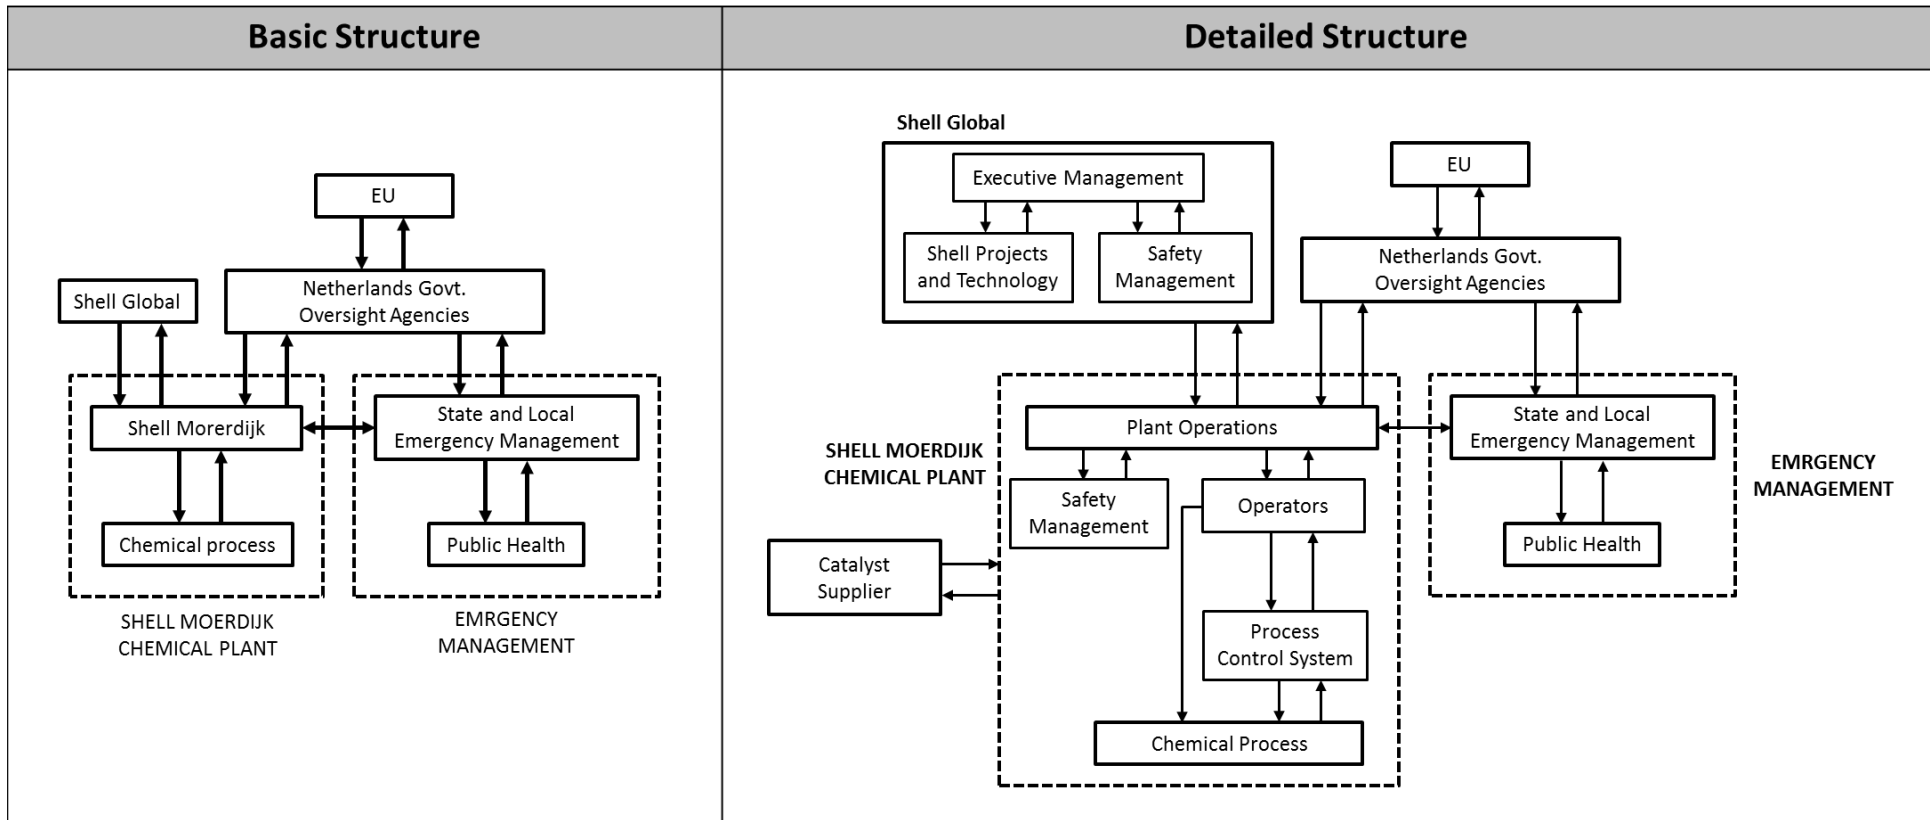 Basic Structure
Detailed Structure
EU
Netherlands Govt.
Oversight Agencies
Shell Global
Shell Morerdijk
State and Local
Emergency Management
Chemical process
Public Health
SHELL MOERDIJK
CHEMICAL PLANT
EMRGENCY
MANAGEMENT
Shell Global
Executive Management
Shell Projects
and Technology
Safety
Management
EU
Netherlands Govt.
Oversight Agencies
Plant Operations
SHELL MOERDIJK
CHEMICAL PLANT
Safety
Management
Operators
Catalyst
Supplier
Process
Control System
Chemical Process
State and Local
Emergency Management
Public Health
EMRGENCY
MANAGEMENT